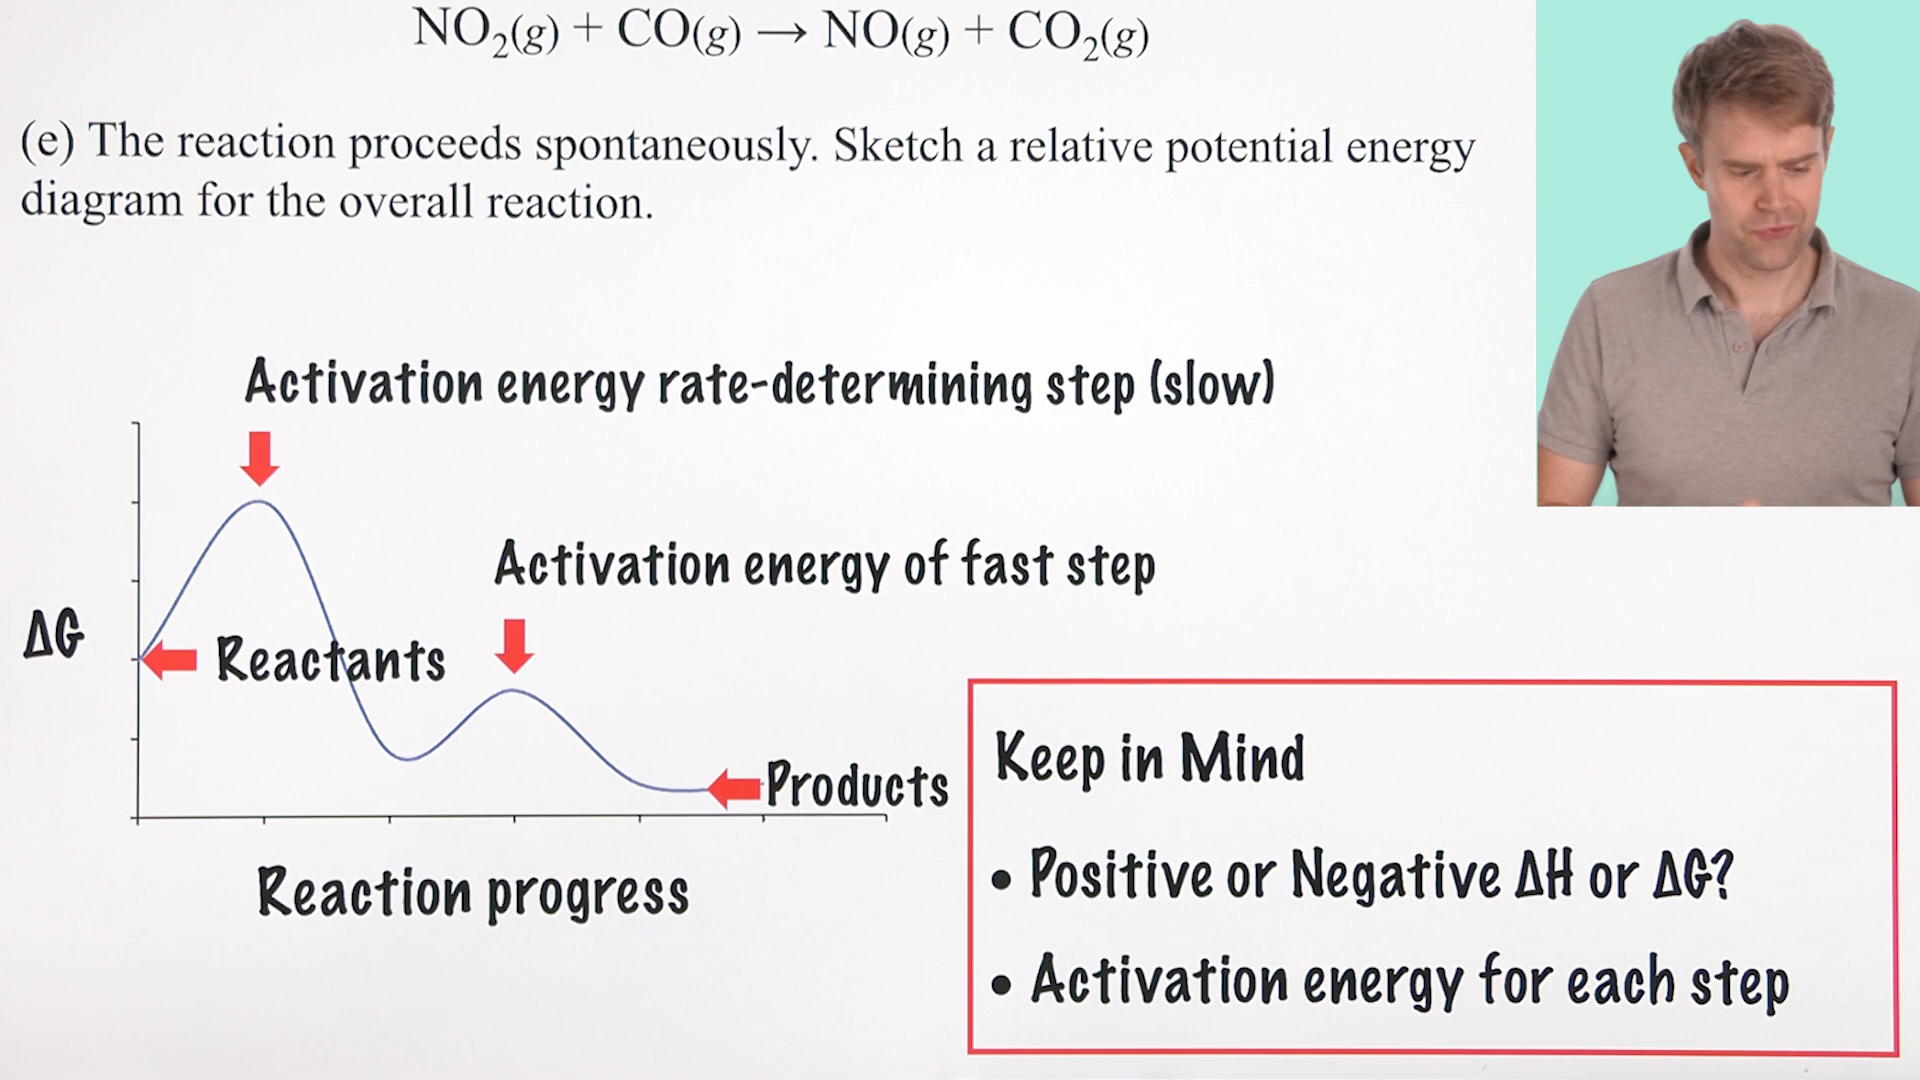 NO₂(g) + CO(g) → NO(g) + CO₂(g)
(e) The reaction proceeds spontaneously. Sketch a relative potential energy
diagram for the overall reaction.
Activation energy rate-determining step (slow)
Activation energy of fast step
ΔG
Reactants
Products
Reaction progress
Keep in Mind
• Positive or Negative ΔH or ΔG?
• Activation energy for each step